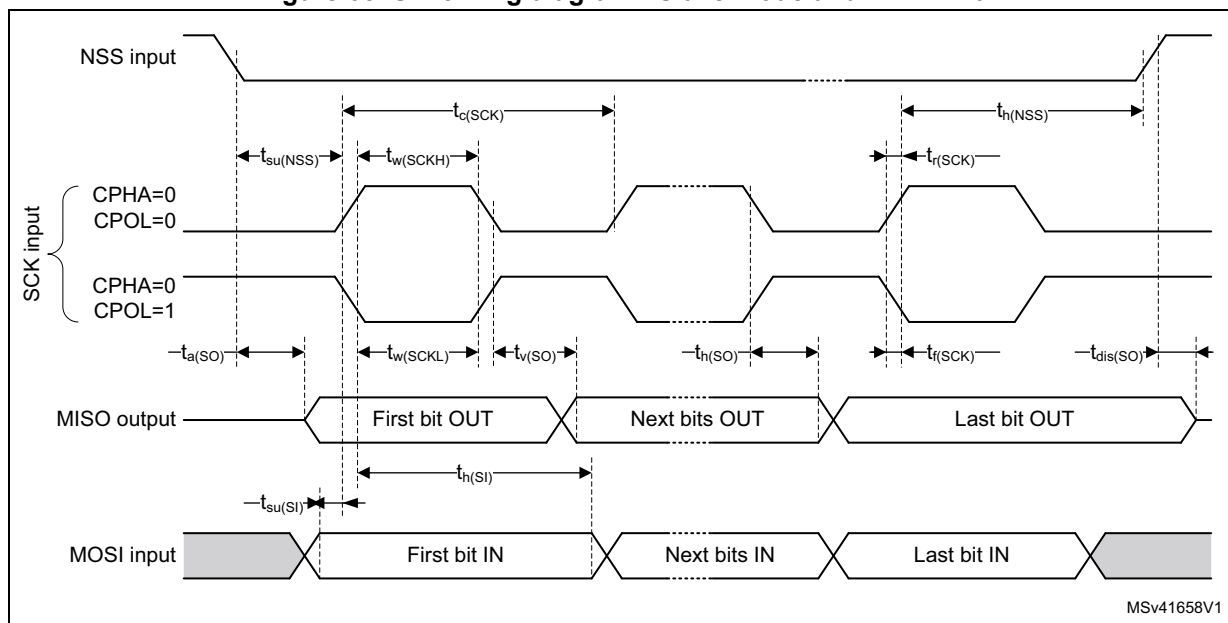 NSS input
tc(SCK)
th(NSS)
tsu(NSS)
tw(SCKH)
tr(SCK)
CPHA=0
CPOL=0
SCK input
CPHA=0
CPOL=1
ta(SO)
tw(SCKL)
tv(SO)
th(SO)
tf(SCK)
tdis(SO)
MISO output
First bit OUT
Next bits OUT
Last bit OUT
th(SI)
tsu(SI)
MOSI input
First bit IN
Next bits IN
Last bit IN
MSv41658V1